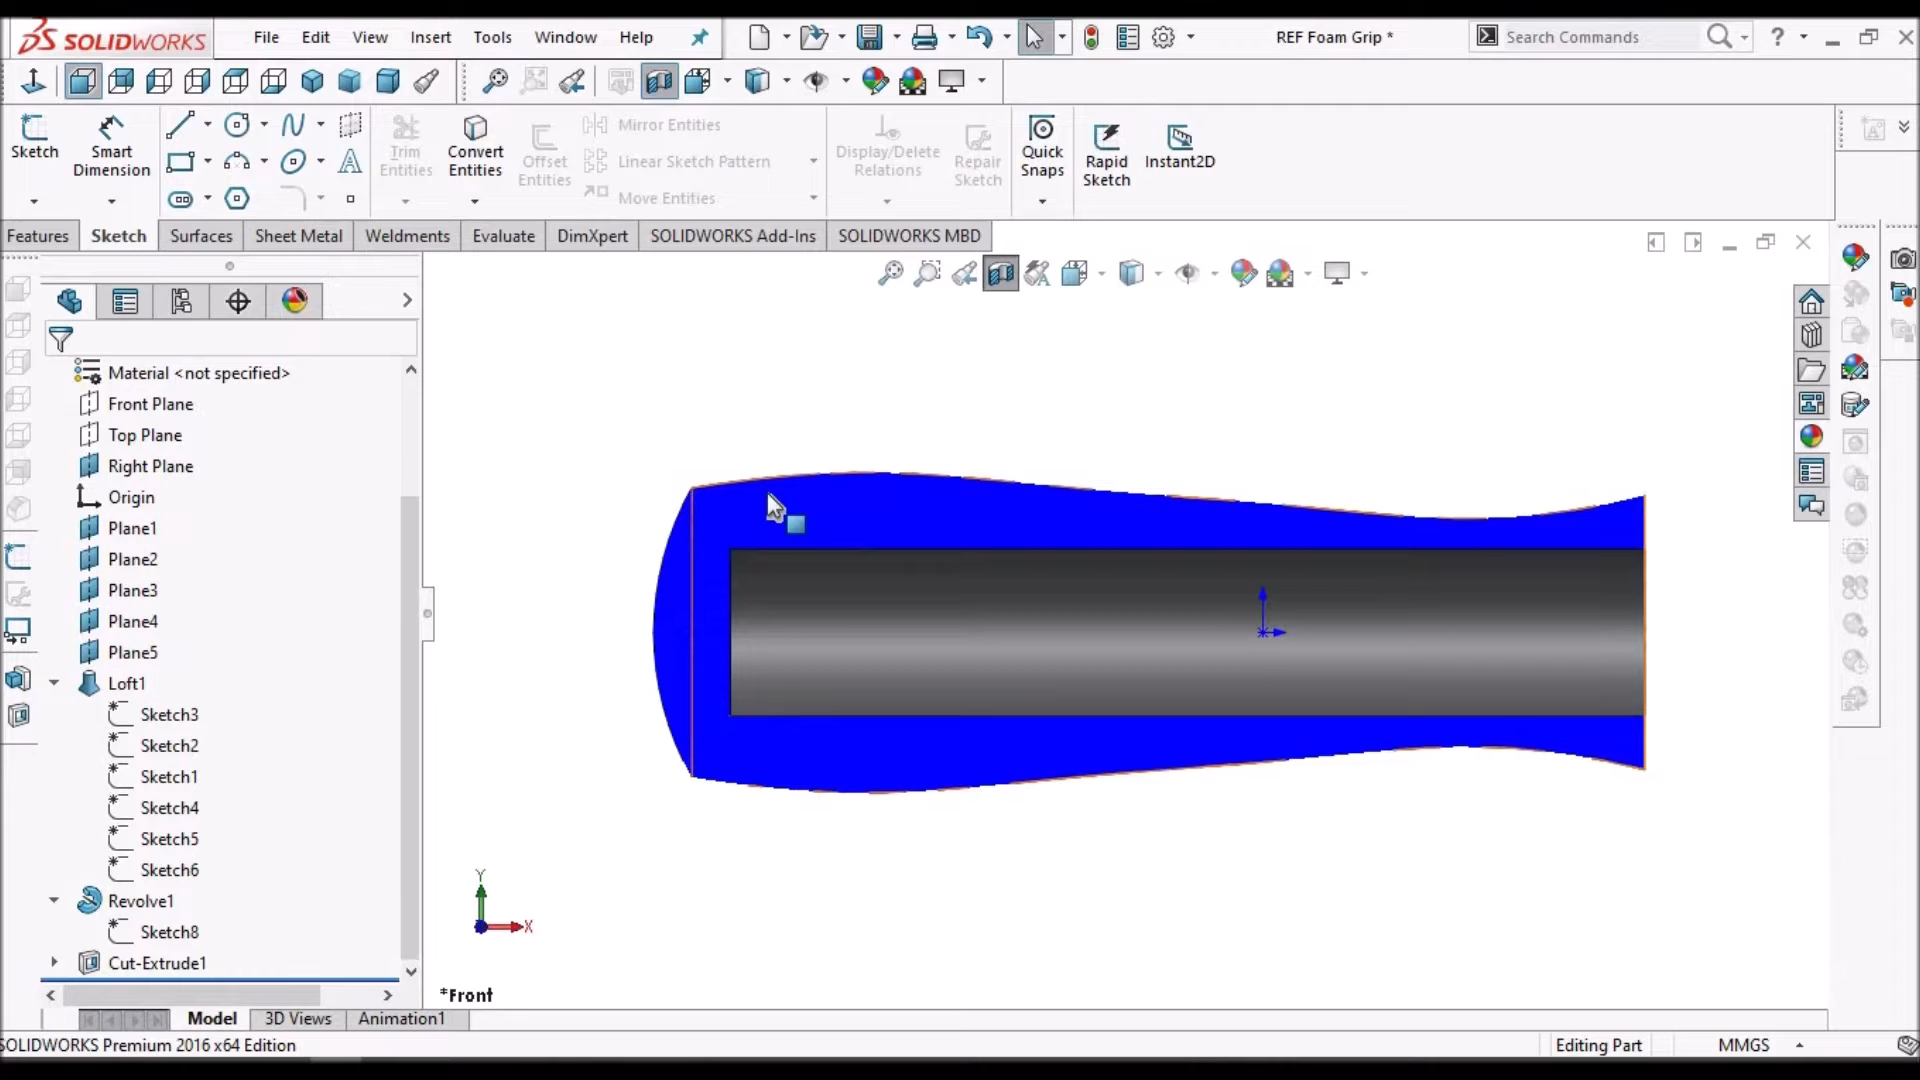 SOLIDWORKS File Edit View Insert Tools Window Help REF Foam Grip * Search Commands ?
Sketch Smart Dimension Trim Entities Convert Entities Offset Entities Mirror Entities Linear Sketch Pattern Move Entities Display/Delete Relations Repair Sketch Quick Snaps Rapid Sketch Instant2D
Features Sketch Surfaces Sheet Metal Weldments Evaluate DimXpert SOLIDWORKS Add-Ins SOLIDWORKS MBD
Material <not specified>
Front Plane
Top Plane
Right Plane
Origin
Plane1
Plane2
Plane3
Plane4
Plane5
Loft1
Sketch3
Sketch2
Sketch1
Sketch4
Sketch5
Sketch6
Revolve1
Sketch8
Cut-Extrude1
Y
X
*Front
Model 3D Views Animation1
SOLIDWORKS Premium 2016 x64 Edition Editing Part MMGS